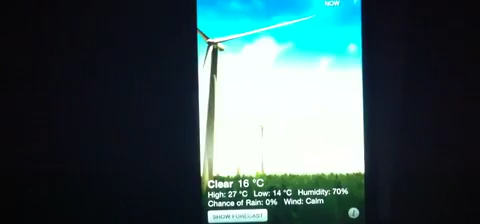 NOW
Clear 16 °C
High: 27 °C Low: 14 °C Humidity: 70%
Chance of Rain: 0% Wind: Calm
SHOW FORECAST
i